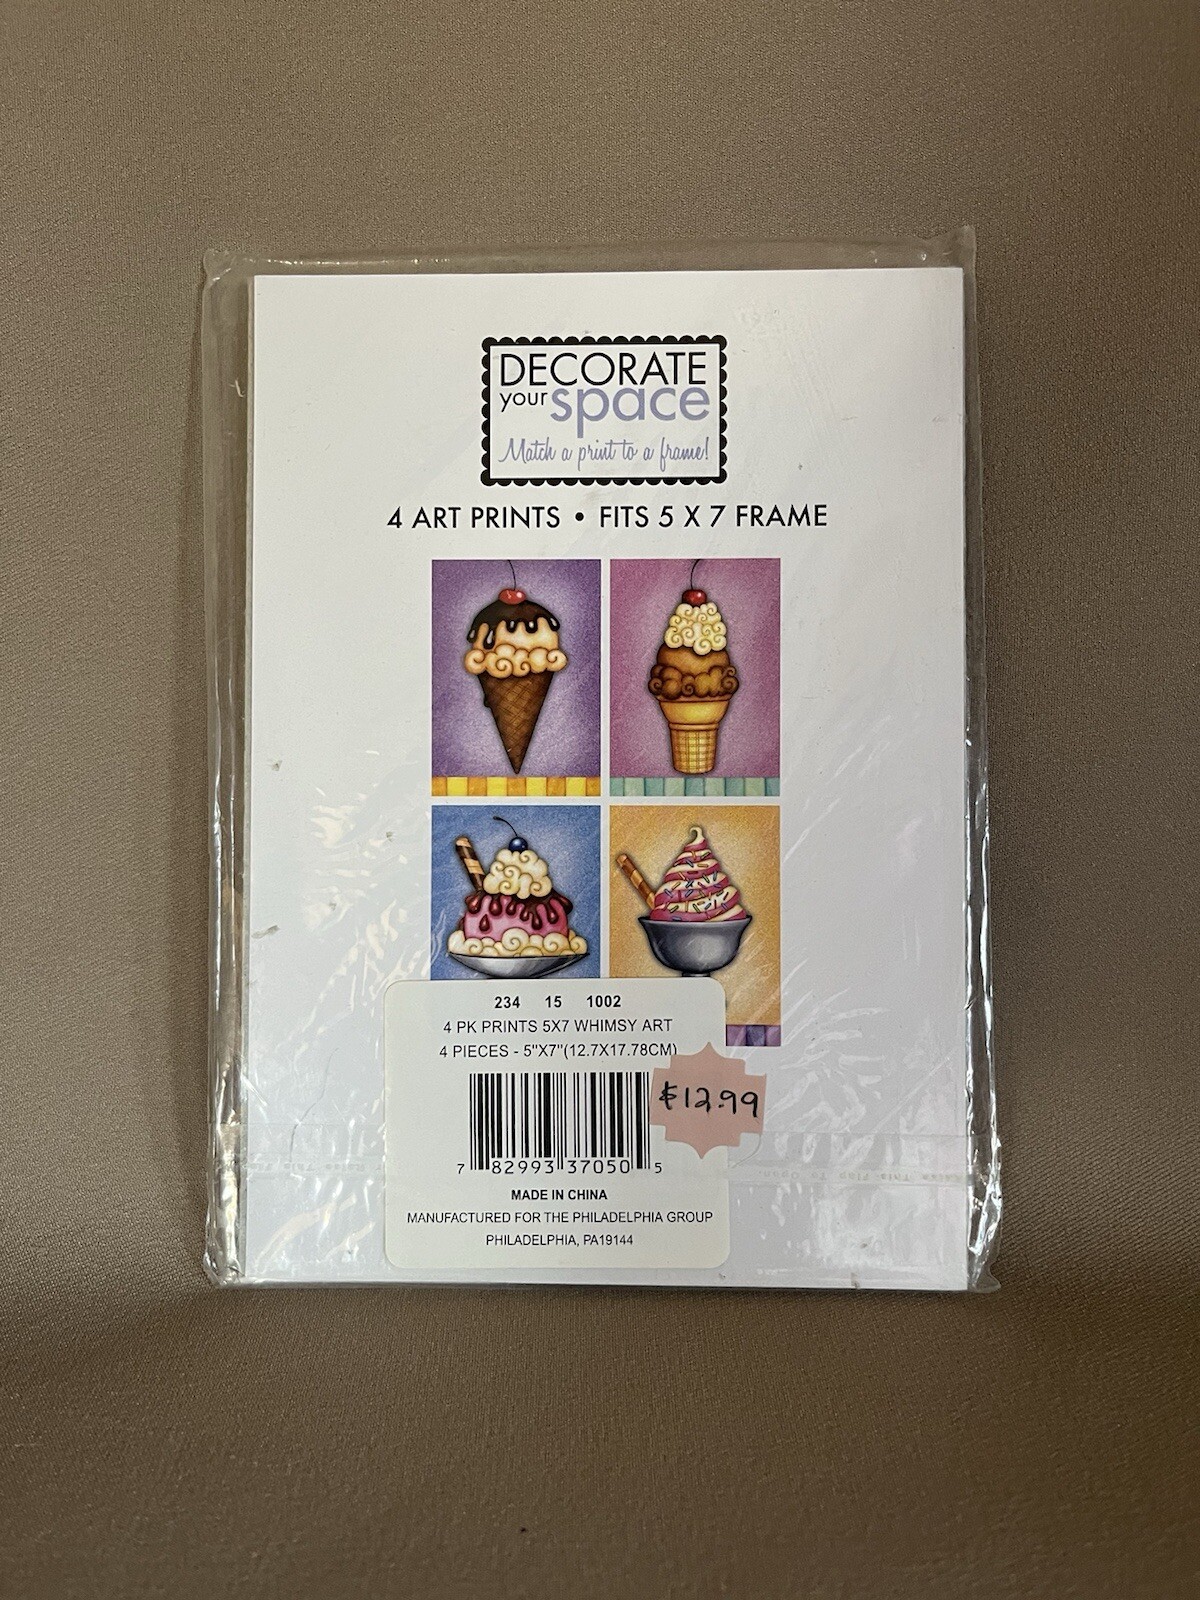 DECORATE
your space
Match a print to a frame!
4 ART PRINTS • FITS 5 X 7 FRAME
234 15 1002
4 PK PRINTS 5X7 WHIMSY ART
4 PIECES - 5"X7"(12.7X17.78CM)
$12.99
7 82993 37050 5
MADE IN CHINA
MANUFACTURED FOR THE PHILADELPHIA GROUP
PHILADELPHIA, PA19144